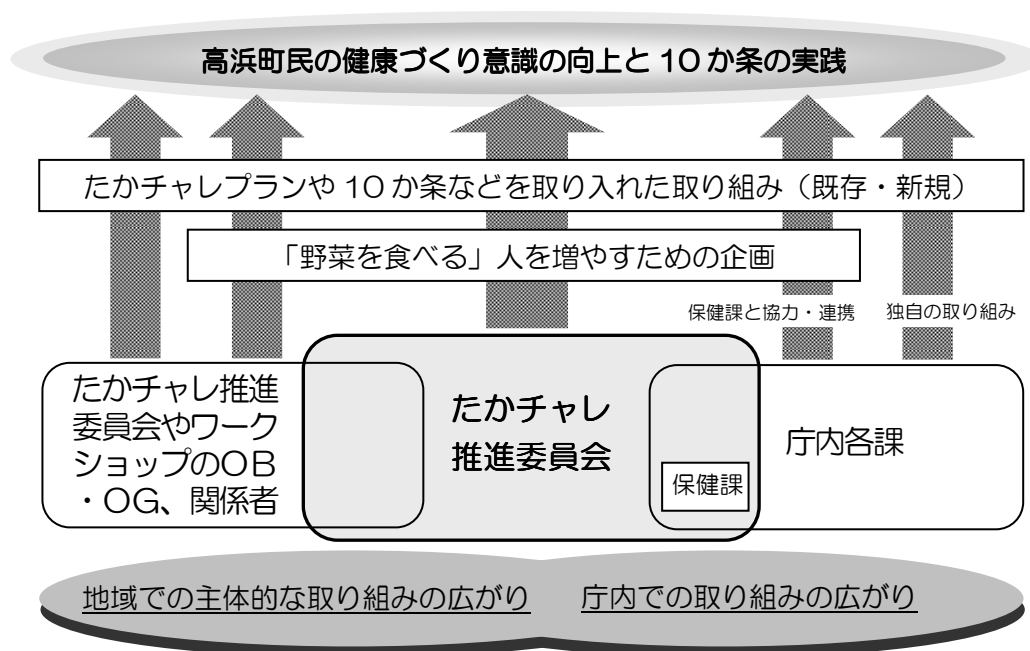 高浜町民の健康づくり意識の向上と10か条の実践
たかチャレプランや10か条などを取り入れた取り組み（既存・新規）
「野菜を食べる」人を増やすための企画
保健課と協力・連携
独自の取り組み
たかチャレ推進
委員会やワーク
ショップのOB
・OG、関係者
たかチャレ
推進委員会
保健課
庁内各課
地域での主体的な取り組みの広がり
庁内での取り組みの広がり